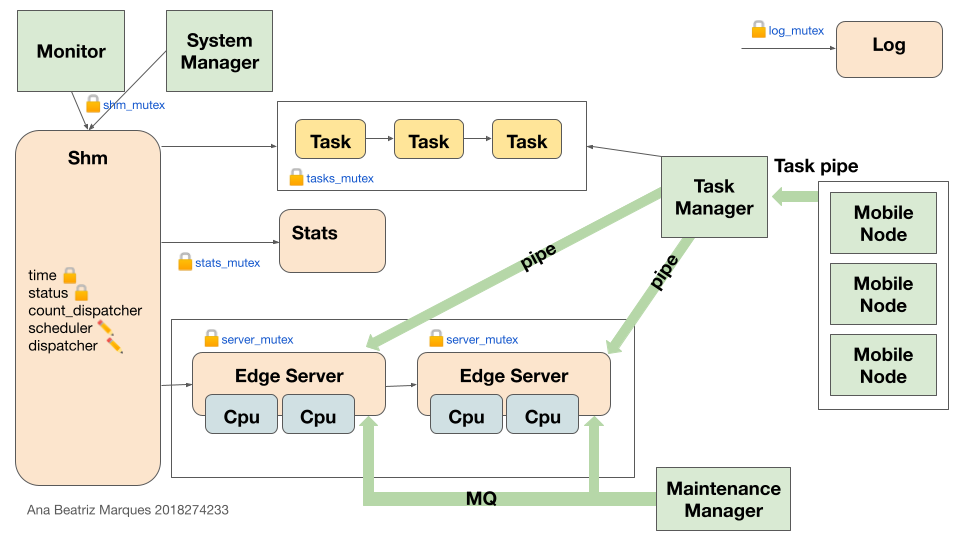 Monitor
System
Manager
log_mutex
Log
shm_mutex
Shm
Task
Task
Task
tasks_mutex
Task
Manager
Task pipe
Mobile
Node
Mobile
Node
Mobile
Node
Stats
stats_mutex
pipe
pipe
time
status
count_dispatcher
scheduler
dispatcher
server_mutex
server_mutex
Edge Server
Edge Server
Cpu
Cpu
Cpu
Cpu
MQ
Maintenance
Manager
Ana Beatriz Marques 2018274233